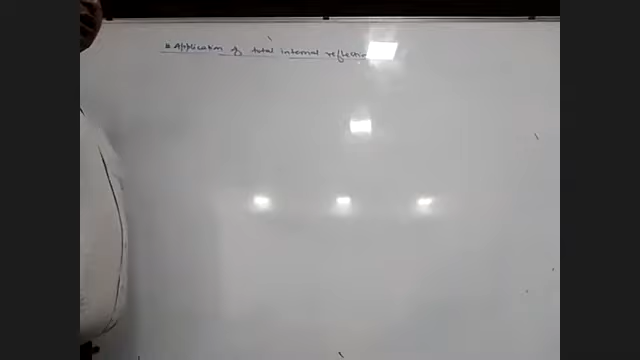 * Application of total internal reflection